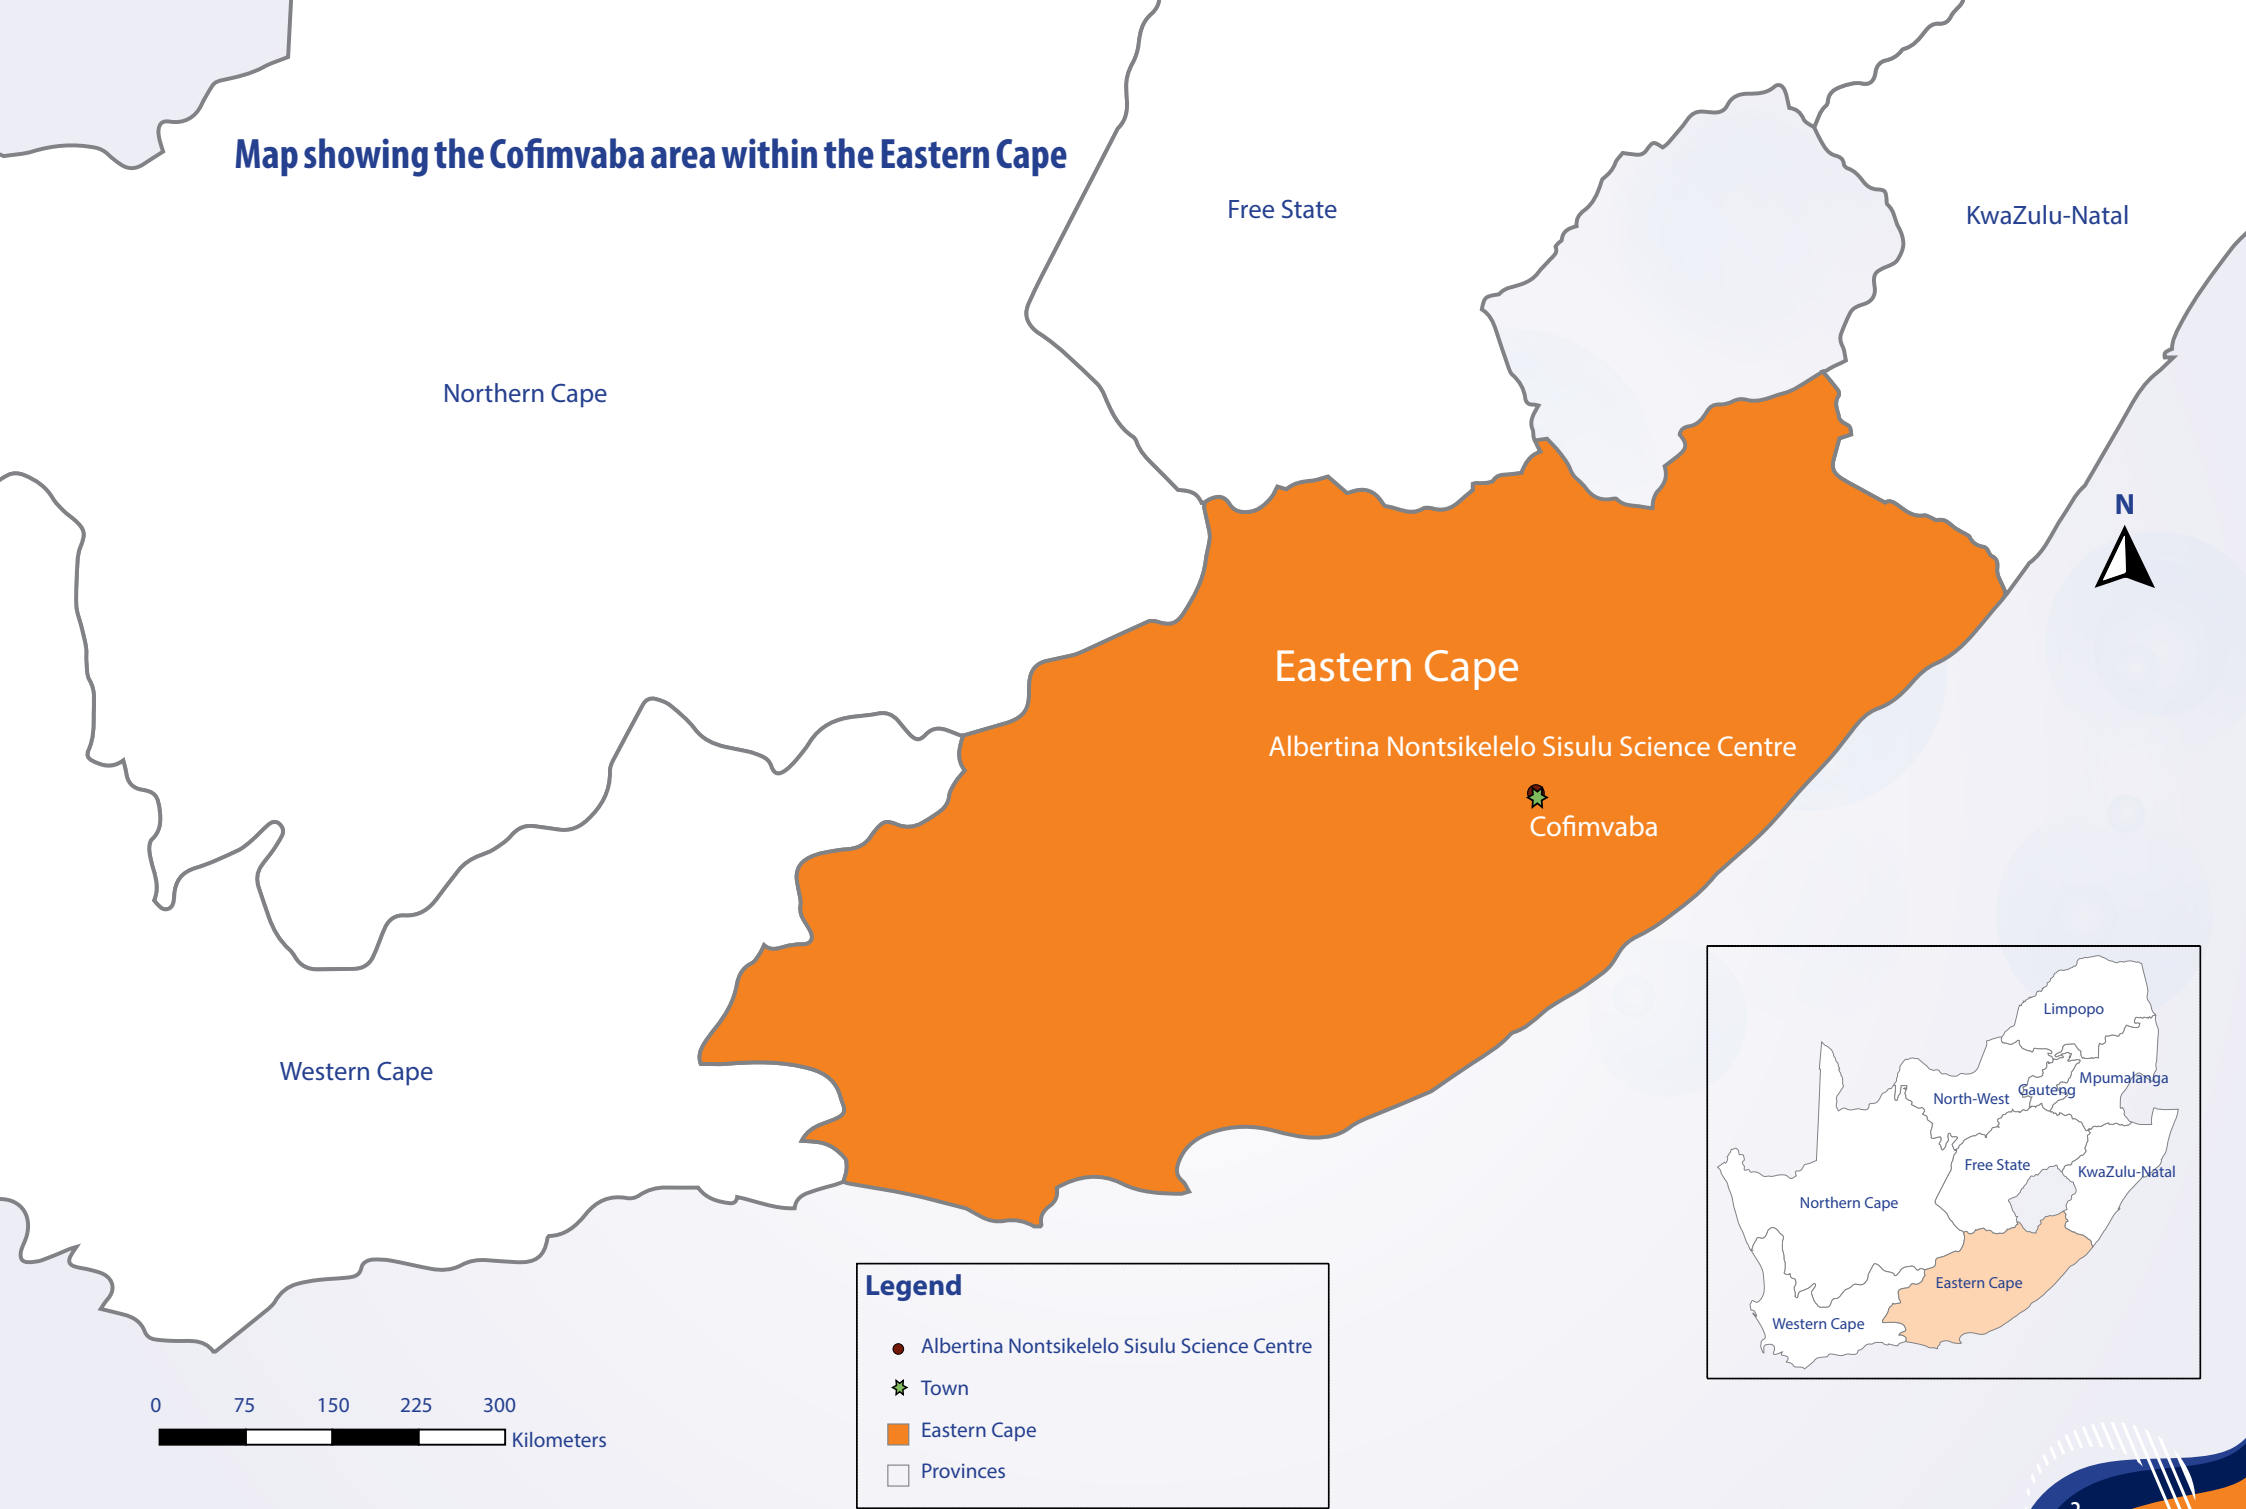 Map showing the Cofimvaba area within the Eastern Cape
Free State
KwaZulu-Natal
Northern Cape
N
Eastern Cape
Albertina Nontsikelelo Sisulu Science Centre
Cofimvaba
Western Cape
Limpopo
Mpumalanga
Gauteng
North-West
Free State
KwaZulu-Natal
Northern Cape
Eastern Cape
Western Cape
Legend
Albertina Nontsikelelo Sisulu Science Centre
Town
Eastern Cape
Provinces
0 75 150 225 300
Kilometers